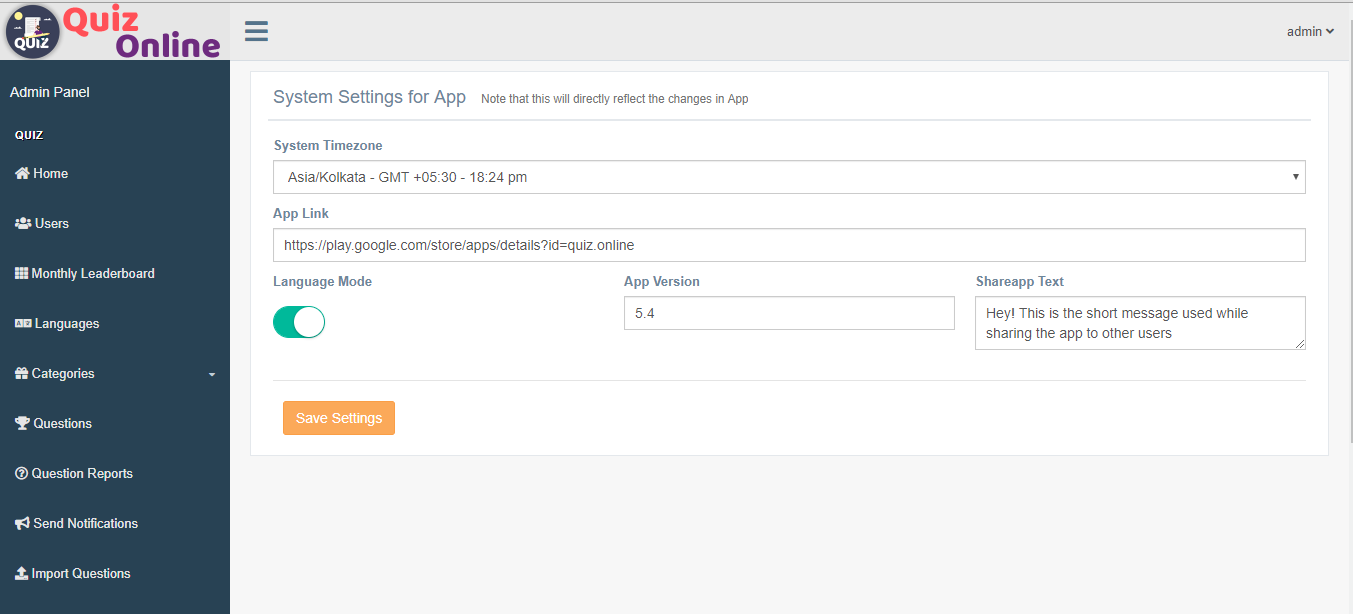 QUIZ
Quiz
Online
admin
Admin Panel
QUIZ
Home
Users
Monthly Leaderboard
Languages
Categories
Questions
Question Reports
Send Notifications
Import Questions
System Settings for App Note that this will directly reflect the changes in App
System Timezone
Asia/Kolkata - GMT +05:30 - 18:24 pm
App Link
https://play.google.com/store/apps/details?id=quiz.online
Language Mode App Version Shareapp Text
5.4
Hey! This is the short message used while
sharing the app to other users
Save Settings